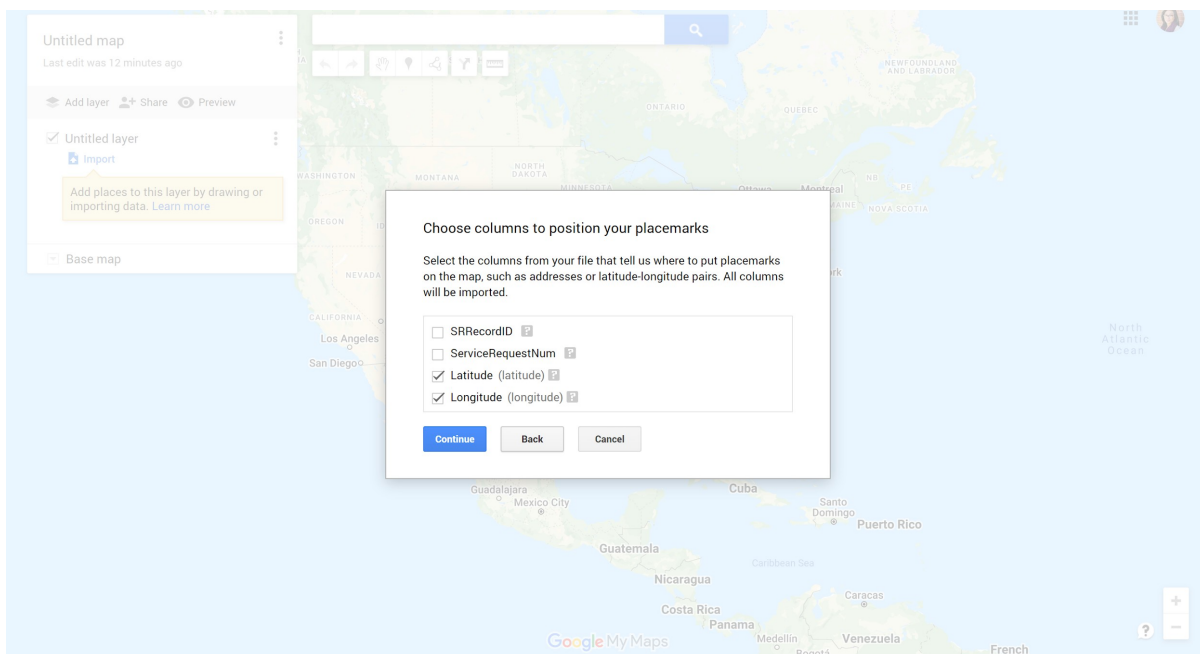 Untitled map
Last edit was 12 minutes ago
Add layer Share Preview
Untitled layer
Import
Add places to this layer by drawing or
importing data. Learn more
Base map
NEWFOUNDLAND
AND LABRADOR
ONTARIO
QUEBEC
WASHINGTON
MONTANA
NORTH
DAKOTA
MINNESOTA
Ottawa
Montreal
NB
PE
MAINE
NOVA SCOTIA
OREGON
ID
NEVADA
CALIFORNIA
Los Angeles
San Diego
rk
North
Atlantic
Ocean
Choose columns to position your placemarks
Select the columns from your file that tell us where to put placemarks
on the map, such as addresses or latitude-longitude pairs. All columns
will be imported.
SRRecordID ?
ServiceRequestNum ?
Latitude (latitude) ?
Longitude (longitude) ?
Continue Back Cancel
Guadalajara
Mexico City
Cuba
Santo
Domingo
Puerto Rico
Guatemala
Caribbean Sea
Nicaragua
Caracas
Costa Rica
Panama
Google My Maps
Medellín
Venezuela
Bogotá
French
+
?
−